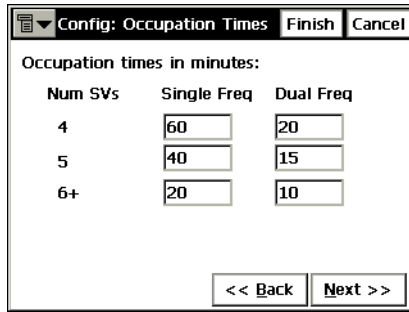 Config: Occupation Times Finish Cancel
Occupation times in minutes:
Num SVs Single Freq Dual Freq
4 60 20
5 40 15
6+ 20 10
<< Back Next >>